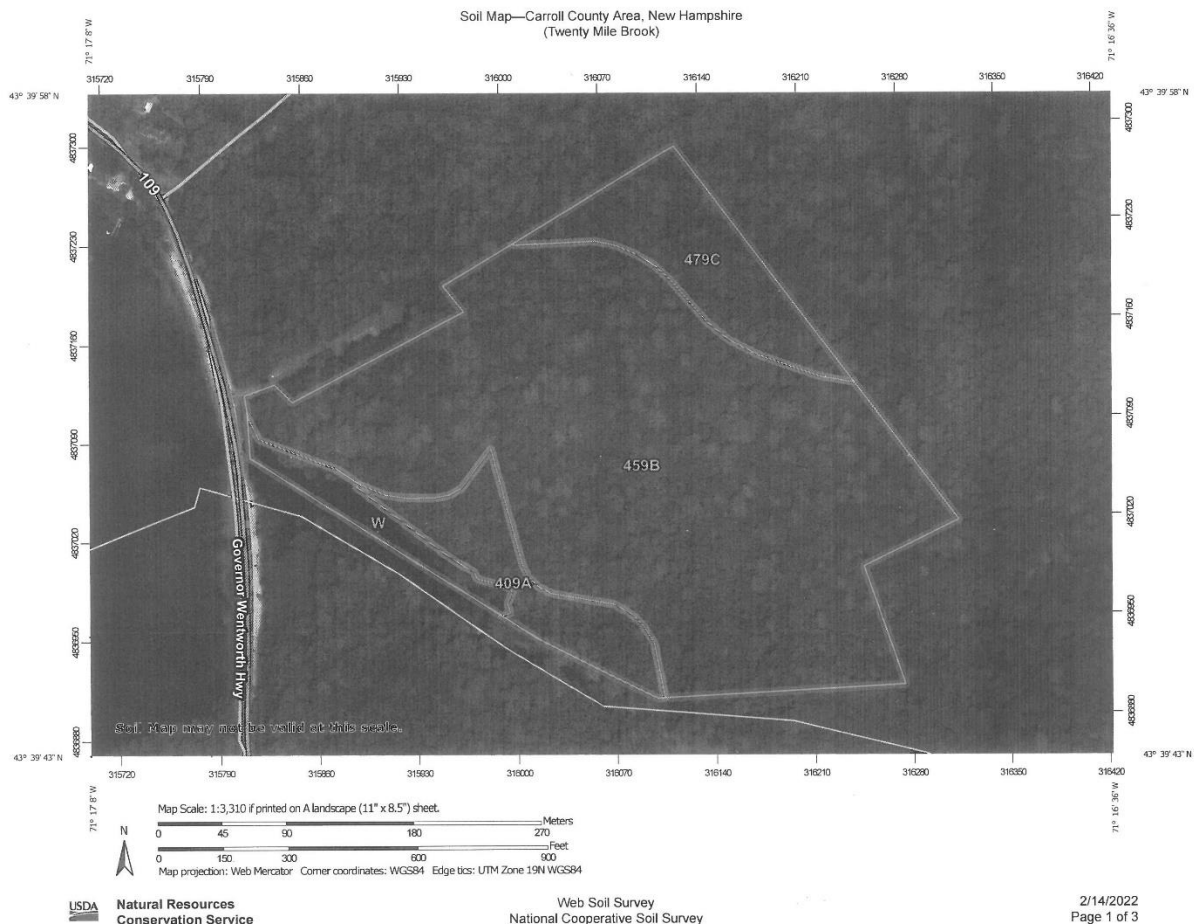 Soil Map—Carroll County Area, New Hampshire
(Twenty Mile Brook)
71° 17' 8" W
71° 16' 36" W
315720 315790 315860 315930 316000 316070 316140 316210 316280 316350 316420
43° 39' 58" N
43° 39' 58" N
4837300
4837230
4837160
4837090
4837020
4836950
4836880
4837300
4837230
4837160
4837090
4837020
4836950
4836880
109
479C
459B
W
409A
Governor Wentworth Hwy
Soil Map may not be valid at this scale.
43° 39' 43" N
43° 39' 43" N
315720 315790 315860 315930 316000 316070 316140 316210 316280 316350 316420
71° 17' 8" W
71° 16' 36" W
Map Scale: 1:3,310 if printed on A landscape (11" x 8.5") sheet.
N
Meters
0 45 90 180 270
Feet
0 150 300 600 900
Map projection: Web Mercator Corner coordinates: WGS84 Edge tics: UTM Zone 19N WGS84
USDA
Natural Resources
Conservation Service
Web Soil Survey
National Cooperative Soil Survey
2/14/2022
Page 1 of 3